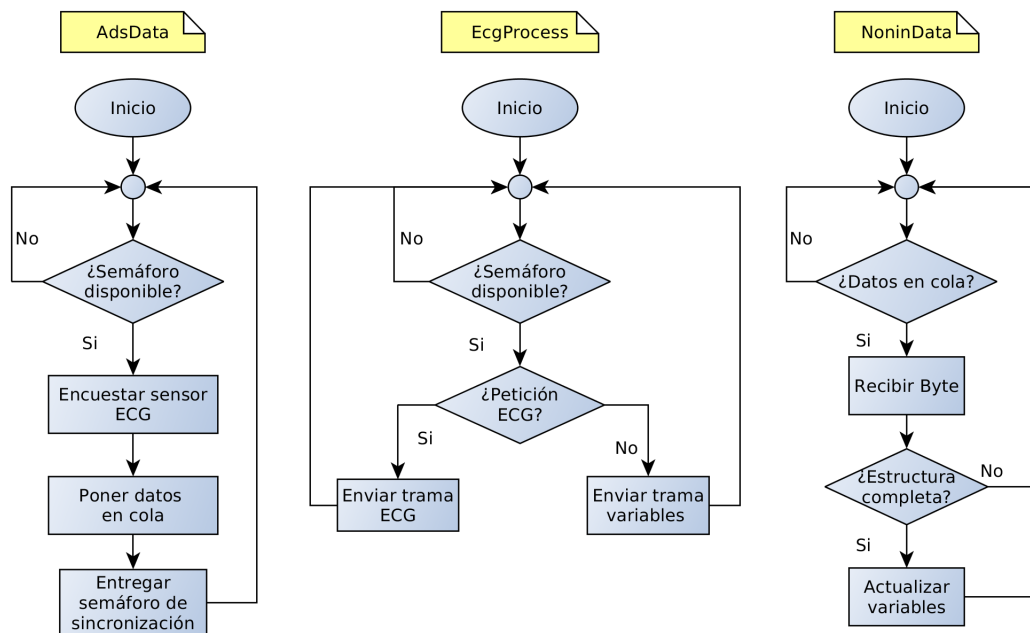 AdsData
Inicio
No
¿Semáforo
disponible?
Si
Encuestar sensor
ECG
Poner datos
en cola
Entregar
semáforo de
sincronización
EcgProcess
Inicio
No
¿Semáforo
disponible?
Si
¿Petición
ECG?
Si
No
Enviar trama
ECG
Enviar trama
variables
NoninData
Inicio
No
¿Datos en cola?
Si
Recibir Byte
¿Estructura
completa?
No
Si
Actualizar
variables